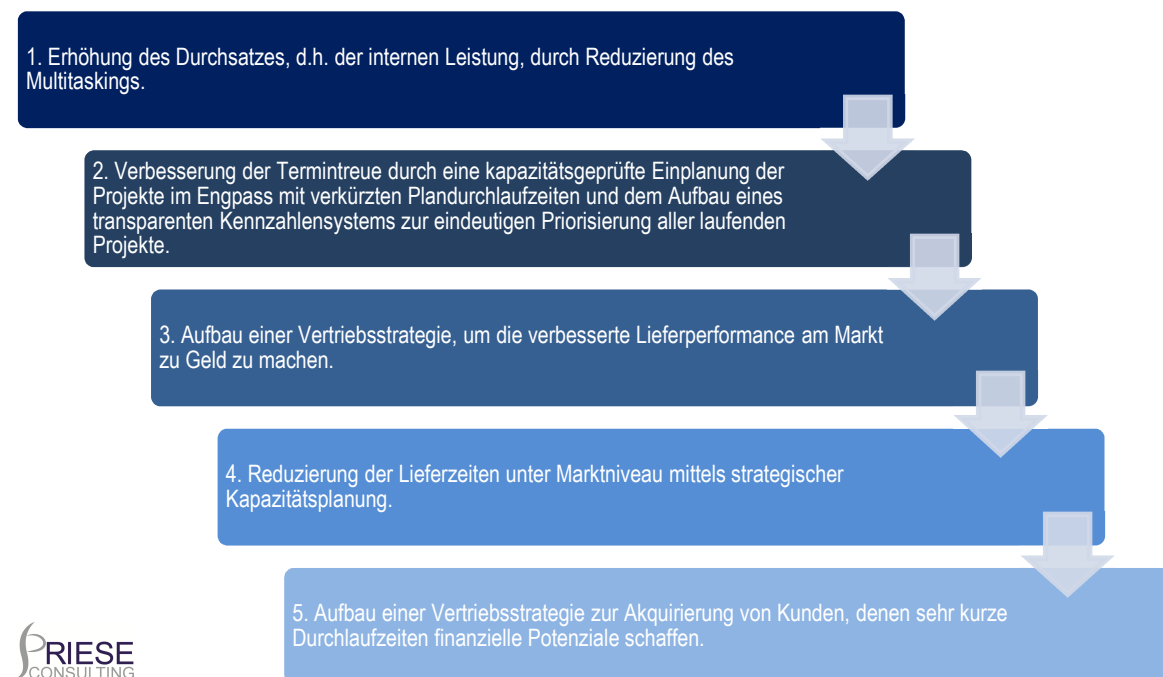 1. Erhöhung des Durchsatzes, d.h. der internen Leistung, durch Reduzierung des
Multitaskings.
2. Verbesserung der Termintreue durch eine kapazitätsgeprüfte Einplanung der
Projekte im Engpass mit verkürzten Plandurchlaufzeiten und dem Aufbau eines
transparenten Kennzahlensystems zur eindeutigen Priorisierung aller laufenden
Projekte.
3. Aufbau einer Vertriebsstrategie, um die verbesserte Lieferperformance am Markt
zu Geld zu machen.
4. Reduzierung der Lieferzeiten unter Marktniveau mittels strategischer
Kapazitätsplanung.
5. Aufbau einer Vertriebsstrategie zur Akquirierung von Kunden, denen sehr kurze
Durchlaufzeiten finanzielle Potenziale schaffen.
PRIESE
CONSULTING